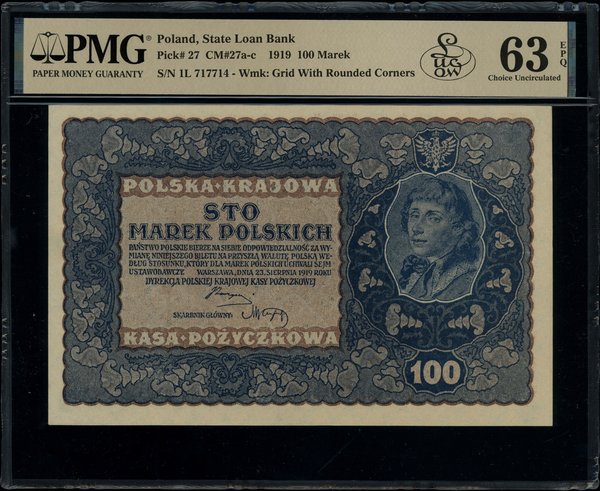 PMG
PAPER MONEY GUARANTY
Poland, State Loan Bank
Pick# 27 CM#27a-c 1919 100 Marek
S/N 1L 717714 - Wmk: Grid With Rounded Corners
63 EPQ
Choice Uncirculated
POLSKA · KRAJOWA
STO
MAREK POLSKICH
PAŃSTWO POLSKIE BIERZE NA SIEBIE ODPOWIEDZIALNOŚĆ ZA WY-
MIANĘ NINIEJSZEGO BILETU NA PRZYSZŁĄ WALUTĘ POLSKĄ WE-
DŁUG STOSUNKU, KTÓRY DLA MAREK POLSKICH UCHWALI SEJM
USTAWODAWCZY WARSZAWA, DNIA 23. SIERPNIA 1919 ROKU
DYREKCJA POLSKIEJ KRAJOWEJ KASY POŻYCZKOWEJ
SKARBNIK GŁÓWNY:
KASA · POŻYCZKOWA
100